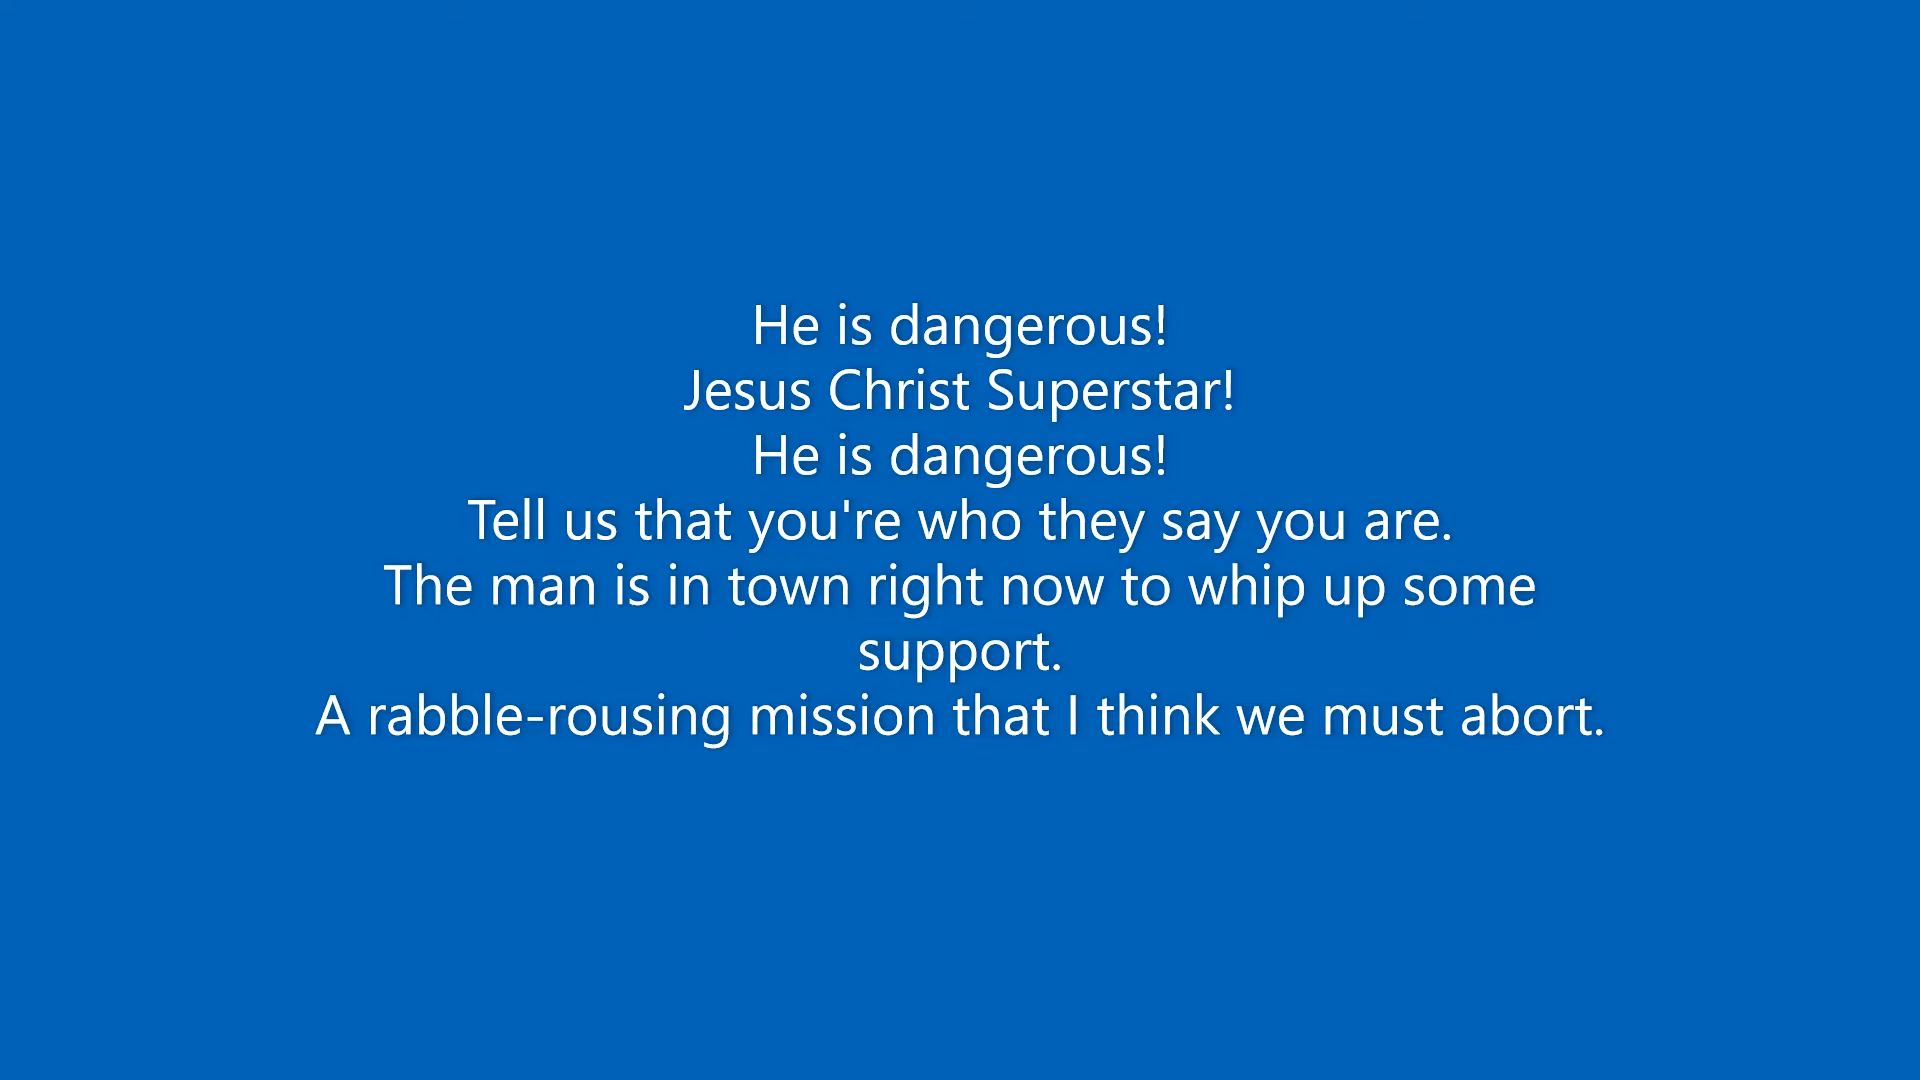 He is dangerous!
Jesus Christ Superstar!
He is dangerous!
Tell us that you're who they say you are.
The man is in town right now to whip up some
support.
A rabble-rousing mission that I think we must abort.